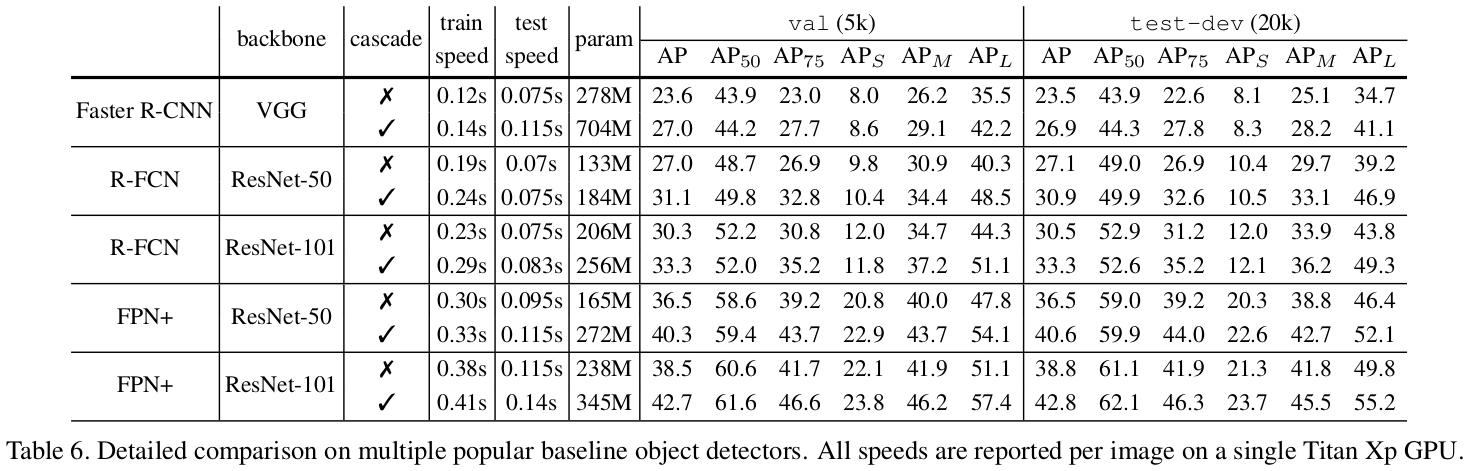 backbone cascade train speed test speed param val (5k) test-dev (20k)
AP AP50 AP75 APS APM APL AP AP50 AP75 APS APM APL
Faster R-CNN VGG ✗ 0.12s 0.075s 278M 23.6 43.9 23.0 8.0 26.2 35.5 23.5 43.9 22.6 8.1 25.1 34.7
✓ 0.14s 0.115s 704M 27.0 44.2 27.7 8.6 29.1 42.2 26.9 44.3 27.8 8.3 28.2 41.1
R-FCN ResNet-50 ✗ 0.19s 0.07s 133M 27.0 48.7 26.9 9.8 30.9 40.3 27.1 49.0 26.9 10.4 29.7 39.2
✓ 0.24s 0.075s 184M 31.1 49.8 32.8 10.4 34.4 48.5 30.9 49.9 32.6 10.5 33.1 46.9
R-FCN ResNet-101 ✗ 0.23s 0.075s 206M 30.3 52.2 30.8 12.0 34.7 44.3 30.5 52.9 31.2 12.0 33.9 43.8
✓ 0.29s 0.083s 256M 33.3 52.0 35.2 11.8 37.2 51.1 33.3 52.6 35.2 12.1 36.2 49.3
FPN+ ResNet-50 ✗ 0.30s 0.095s 165M 36.5 58.6 39.2 20.8 40.0 47.8 36.5 59.0 39.2 20.3 38.8 46.4
✓ 0.33s 0.115s 272M 40.3 59.4 43.7 22.9 43.7 54.1 40.6 59.9 44.0 22.6 42.7 52.1
FPN+ ResNet-101 ✗ 0.38s 0.115s 238M 38.5 60.6 41.7 22.1 41.9 51.1 38.8 61.1 41.9 21.3 41.8 49.8
✓ 0.41s 0.14s 345M 42.7 61.6 46.6 23.8 46.2 57.4 42.8 62.1 46.3 23.7 45.5 55.2
Table 6. Detailed comparison on multiple popular baseline object detectors. All speeds are reported per image on a single Titan Xp GPU.